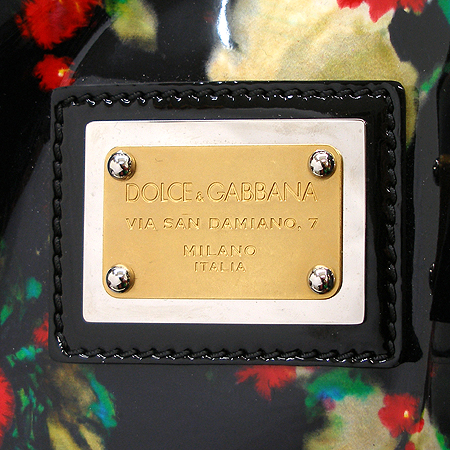 DOLCE & GABBANA
VIA SAN DAMIANO, 7
MILANO
ITALIA